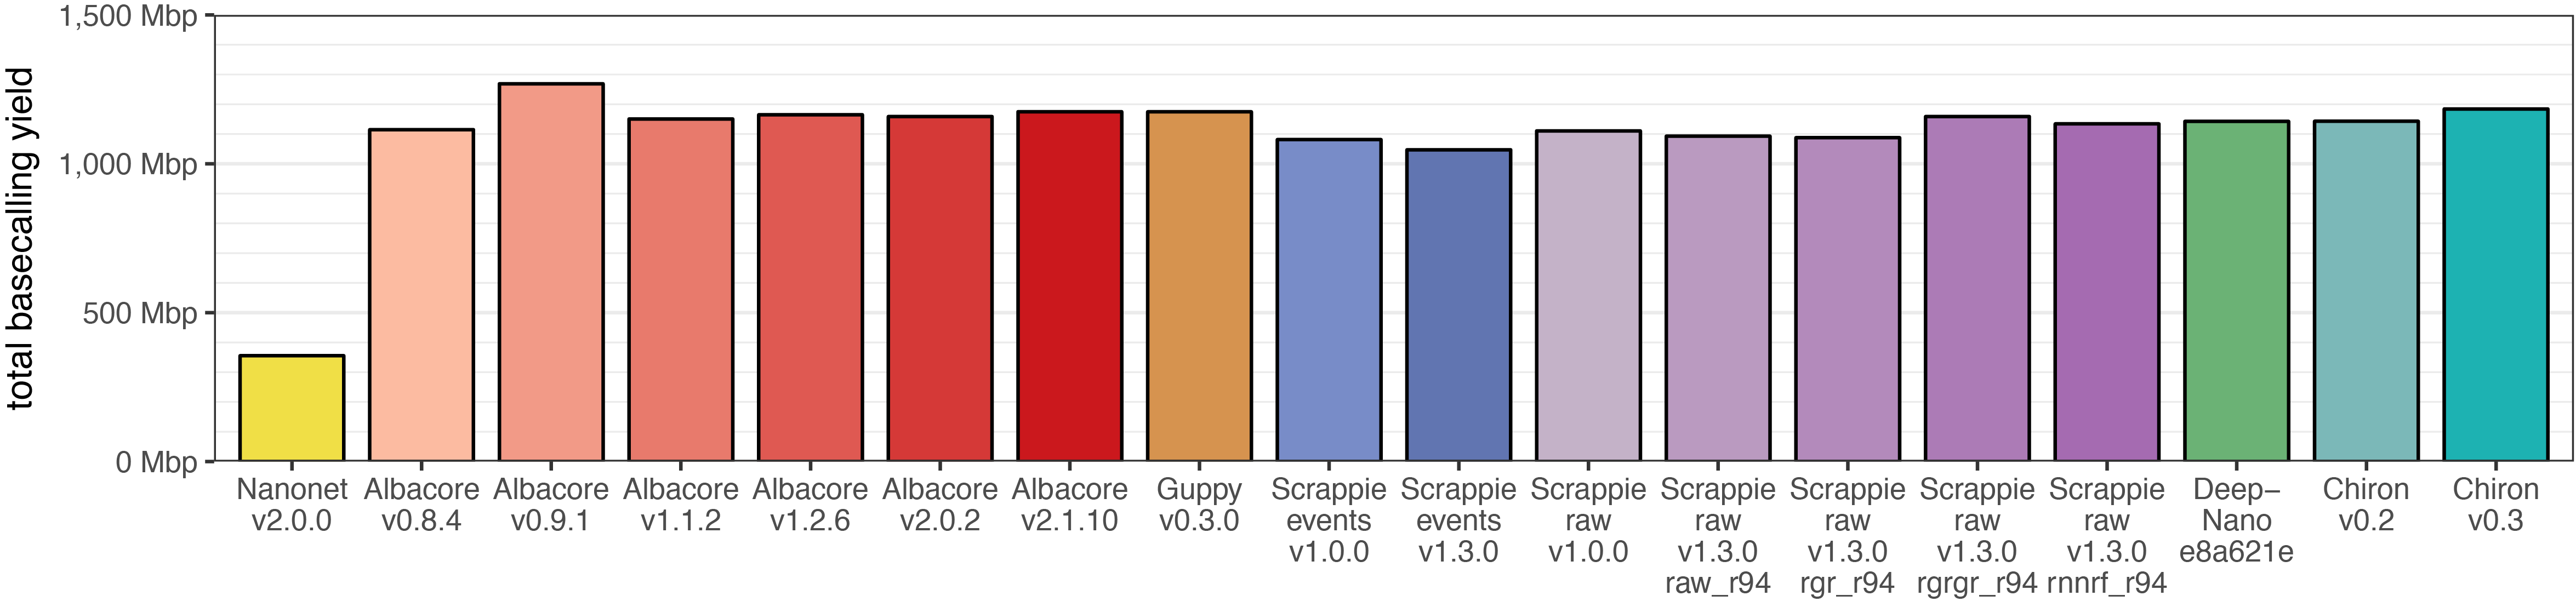 total basecalling yield
1,500 Mbp
1,000 Mbp
500 Mbp
0 Mbp
Nanonet
v2.0.0
Albacore
v0.8.4
Albacore
v0.9.1
Albacore
v1.1.2
Albacore
v1.2.6
Albacore
v2.0.2
Albacore
v2.1.10
Guppy
v0.3.0
Scrappie
events
v1.0.0
Scrappie
events
v1.3.0
Scrappie
raw
v1.0.0
Scrappie
raw
v1.3.0
raw_r94
Scrappie
raw
v1.3.0
rgr_r94
Scrappie
raw
v1.3.0
rgrgr_r94
Scrappie
raw
v1.3.0
rnnrf_r94
Deep−
Nano
e8a621e
Chiron
v0.2
Chiron
v0.3